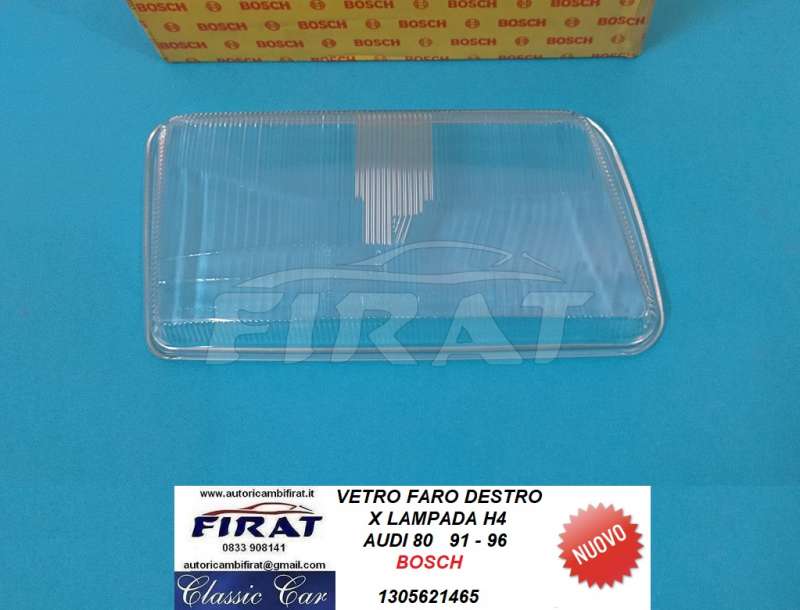 BOSCH BOSCH BOSCH BOSCH BOSCH BOSCH
BOSCH BOSCH BOSCH BOSCH BOSCH BOSCH
FIRAT
www.autoricambifirat.it
FIRAT
0833 908141
autoricambifirat@gmail.com
Classic Car
VETRO FARO DESTRO
X LAMPADA H4
AUDI 80 91 - 96
BOSCH
1305621465
NUOVO